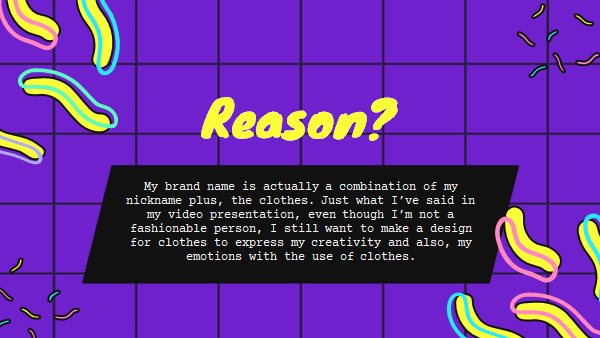 Reason?
My brand name is actually a combination of my
nickname plus, the clothes. Just what I’ve said in
my video presentation, even though I’m not a
fashionable person, I still want to make a design
for clothes to express my creativity and also, my
emotions with the use of clothes.